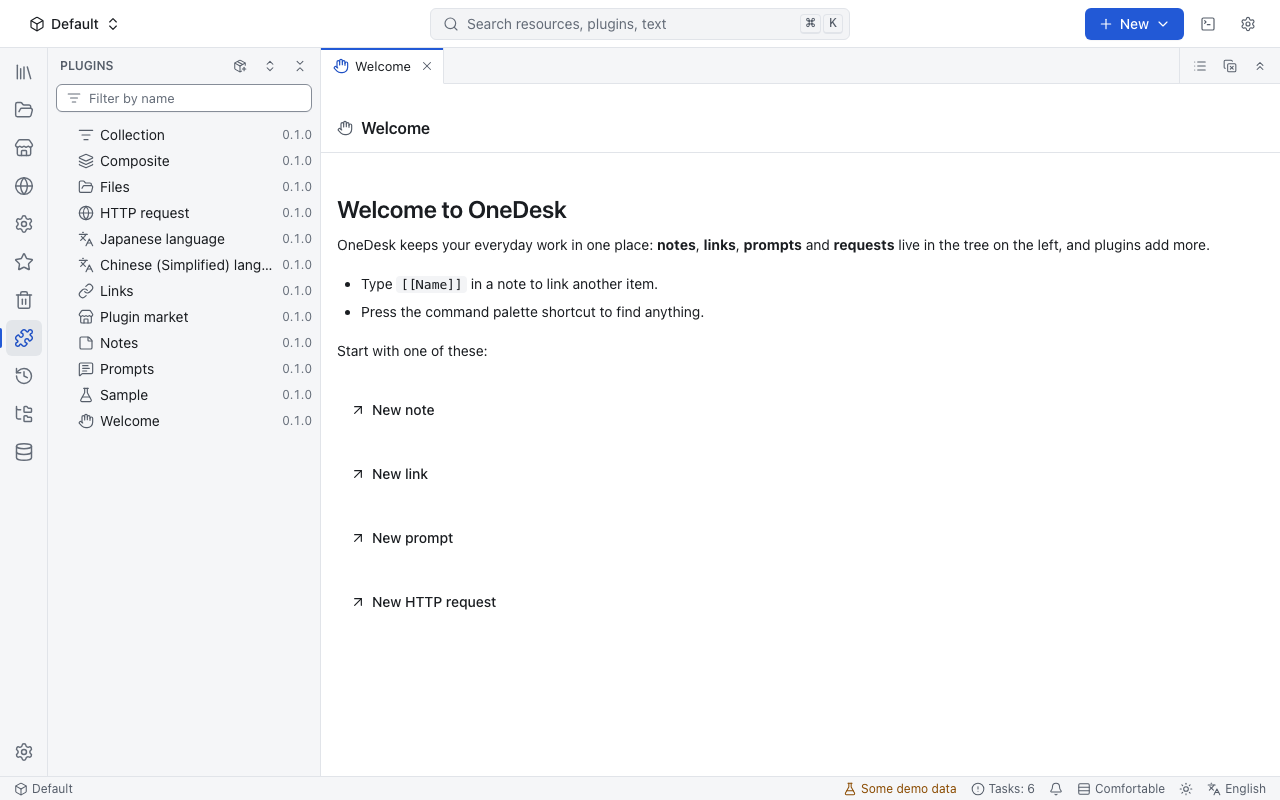 Default
Search resources, plugins, text
⌘ K
New
PLUGINS
Filter by name
Collection 0.1.0
Composite 0.1.0
Files 0.1.0
HTTP request 0.1.0
Japanese language 0.1.0
Chinese (Simplified) lang... 0.1.0
Links 0.1.0
Plugin market 0.1.0
Notes 0.1.0
Prompts 0.1.0
Sample 0.1.0
Welcome 0.1.0
Welcome
Welcome
Welcome to OneDesk
OneDesk keeps your everyday work in one place: notes, links, prompts and requests live in the tree on the left, and plugins add more.
Type [[Name]] in a note to link another item.
Press the command palette shortcut to find anything.
Start with one of these:
New note
New link
New prompt
New HTTP request
Default
Some demo data
Tasks: 6
Comfortable
English